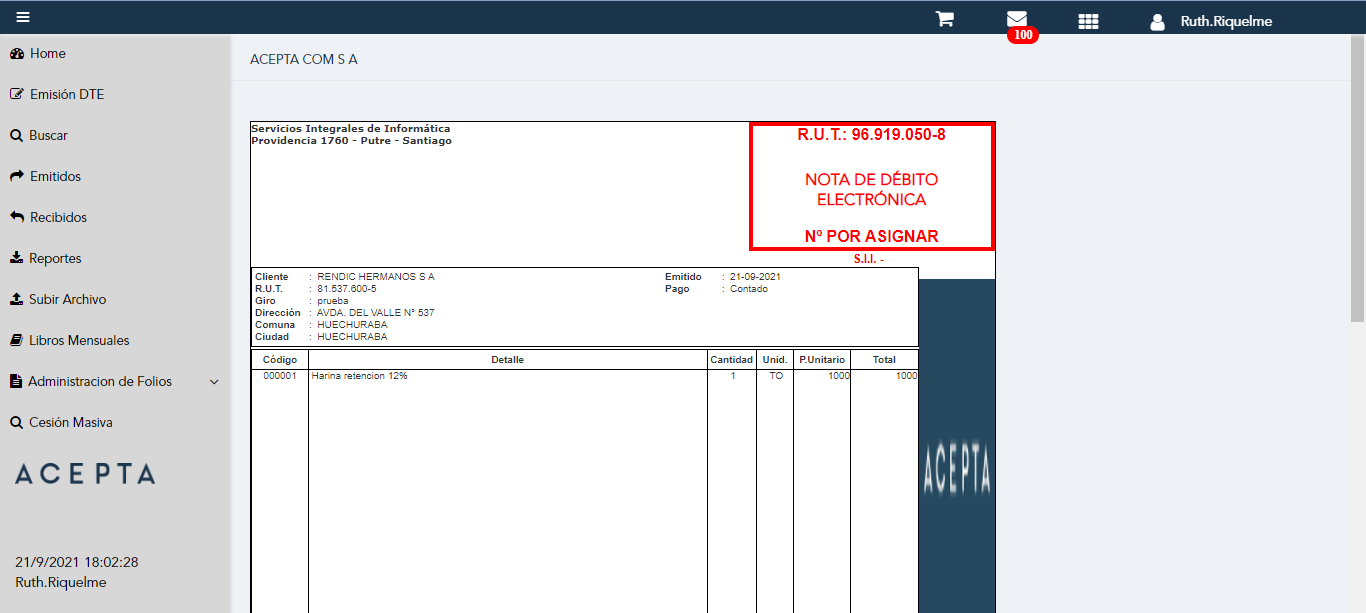 Ruth.Riquelme
100
Home
Emisión DTE
Buscar
Emitidos
Recibidos
Reportes
Subir Archivo
Libros Mensuales
Administracion de Folios
Cesión Masiva
ACEPTA
21/9/2021 18:02:28
Ruth.Riquelme
ACEPTA COM S A
Servicios Integrales de Informática
Providencia 1760 - Putre - Santiago
R.U.T.: 96.919.050-8
NOTA DE DÉBITO
ELECTRÓNICA
Nº POR ASIGNAR
S.I.I. -
Cliente : RENDIC HERMANOS S A Emitido : 21-09-2021
R.U.T. : 81.537.600-5 Pago : Contado
Giro : prueba
Dirección : AVDA. DEL VALLE N° 537
Comuna : HUECHURABA
Ciudad : HUECHURABA
Código Detalle Cantidad Unid. P.Unitario Total
000001 Harina retencion 12% 1 TO 1000 1000
ACEPTA